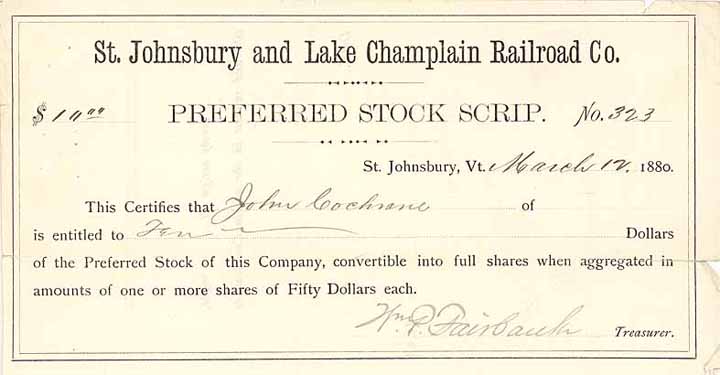 St. Johnsbury and Lake Champlain Railroad Co.
$ 10 00 PREFERRED STOCK SCRIP. No. 323
St. Johnsbury, Vt. March 12. 1880.
This Certifies that John Cochrane of
is entitled to Ten Dollars
of the Preferred Stock of this Company, convertible into full shares when aggregated in
amounts of one or more shares of Fifty Dollars each.
Wm. P. Fairbanks Treasurer.